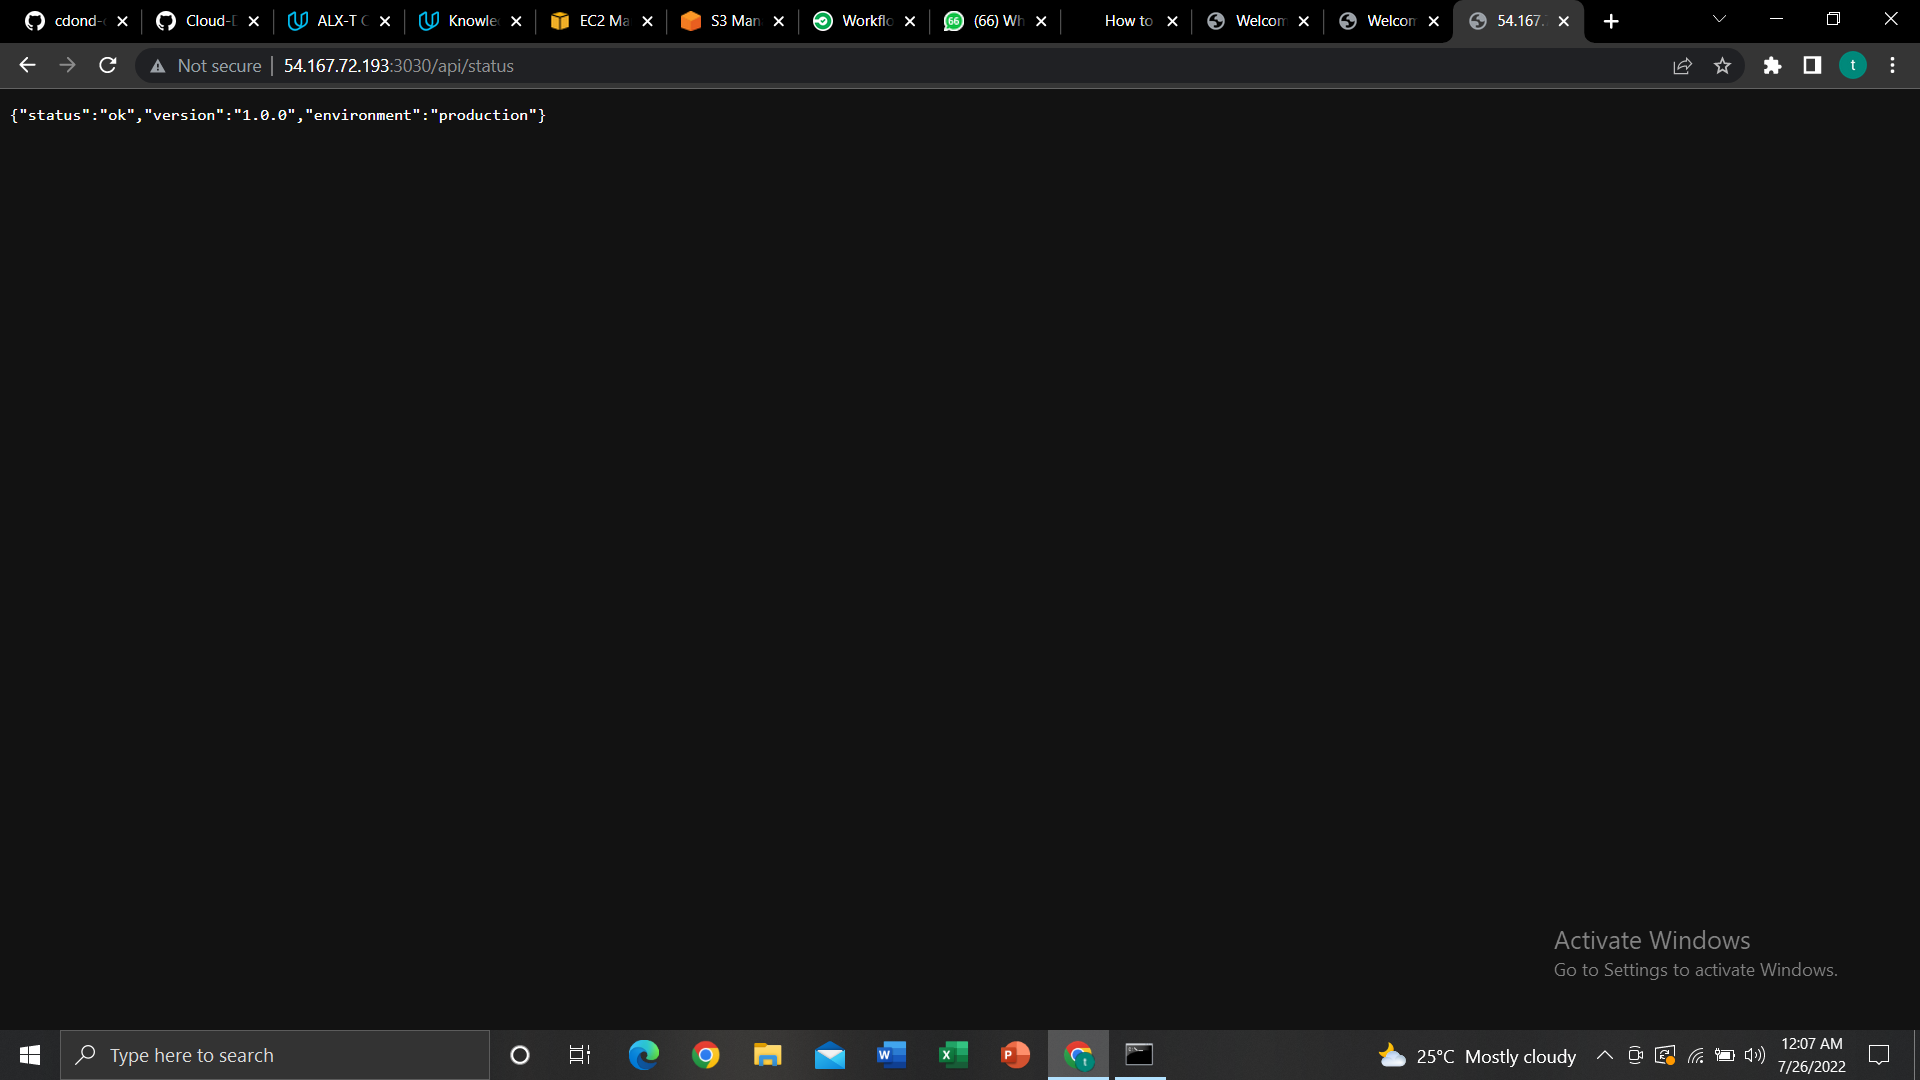 cdond-
Cloud-D
ALX-T C
Knowle
EC2 Ma
S3 Man
Workflo
(66) Wh
How to
Welcom
Welcom
54.167.
Not secure | 54.167.72.193:3030/api/status
t
{"status":"ok","version":"1.0.0","environment":"production"}
Activate Windows
Go to Settings to activate Windows.
Type here to search
25°C Mostly cloudy
12:07 AM
7/26/2022